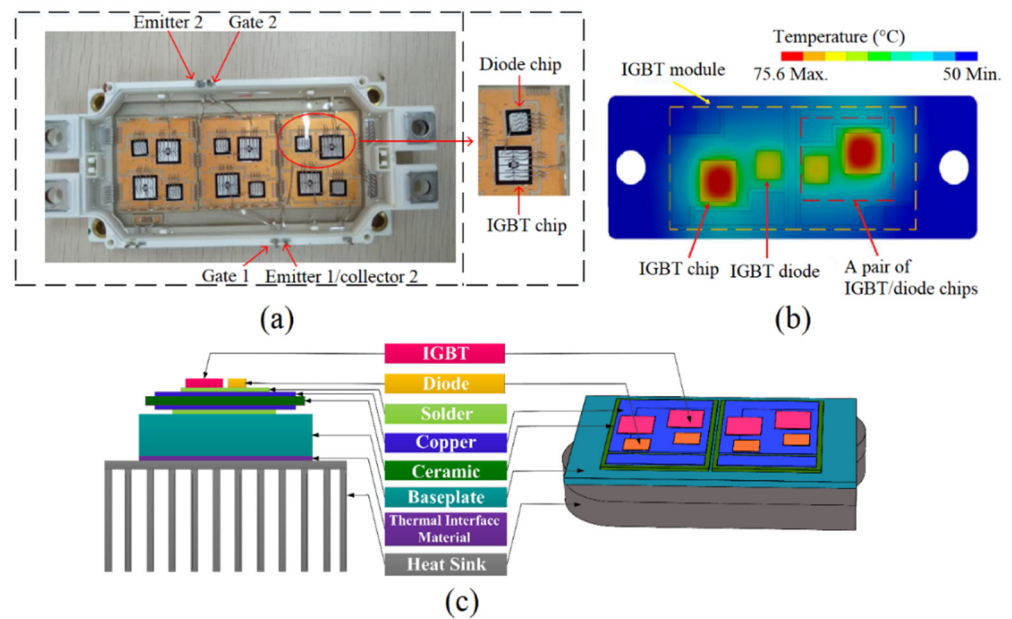 Emitter 2 Gate 2
Diode chip
IGBT chip
Gate 1 Emitter 1/collector 2
(a)
Temperature (°C)
75.6 Max. 50 Min.
IGBT module
IGBT chip IGBT diode
A pair of
IGBT/diode chips
(b)
IGBT
Diode
Solder
Copper
Ceramic
Baseplate
Thermal Interface
Material
Heat Sink
(c)